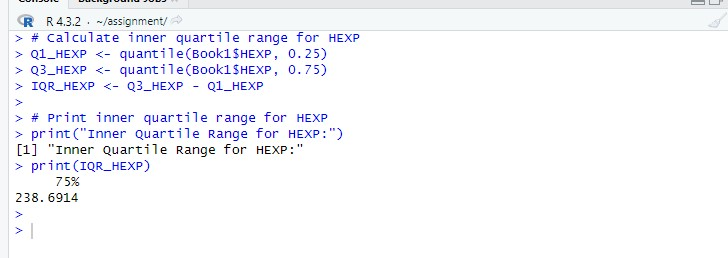 Console Background Jobs
R 4.3.2 · ~/assignment/
> # Calculate inner quartile range for HEXP
> Q1_HEXP <- quantile(Book1$HEXP, 0.25)
> Q3_HEXP <- quantile(Book1$HEXP, 0.75)
> IQR_HEXP <- Q3_HEXP - Q1_HEXP
>
> # Print inner quartile range for HEXP
> print("Inner Quartile Range for HEXP:")
[1] "Inner Quartile Range for HEXP:"
> print(IQR_HEXP)
75%
238.6914
>
>